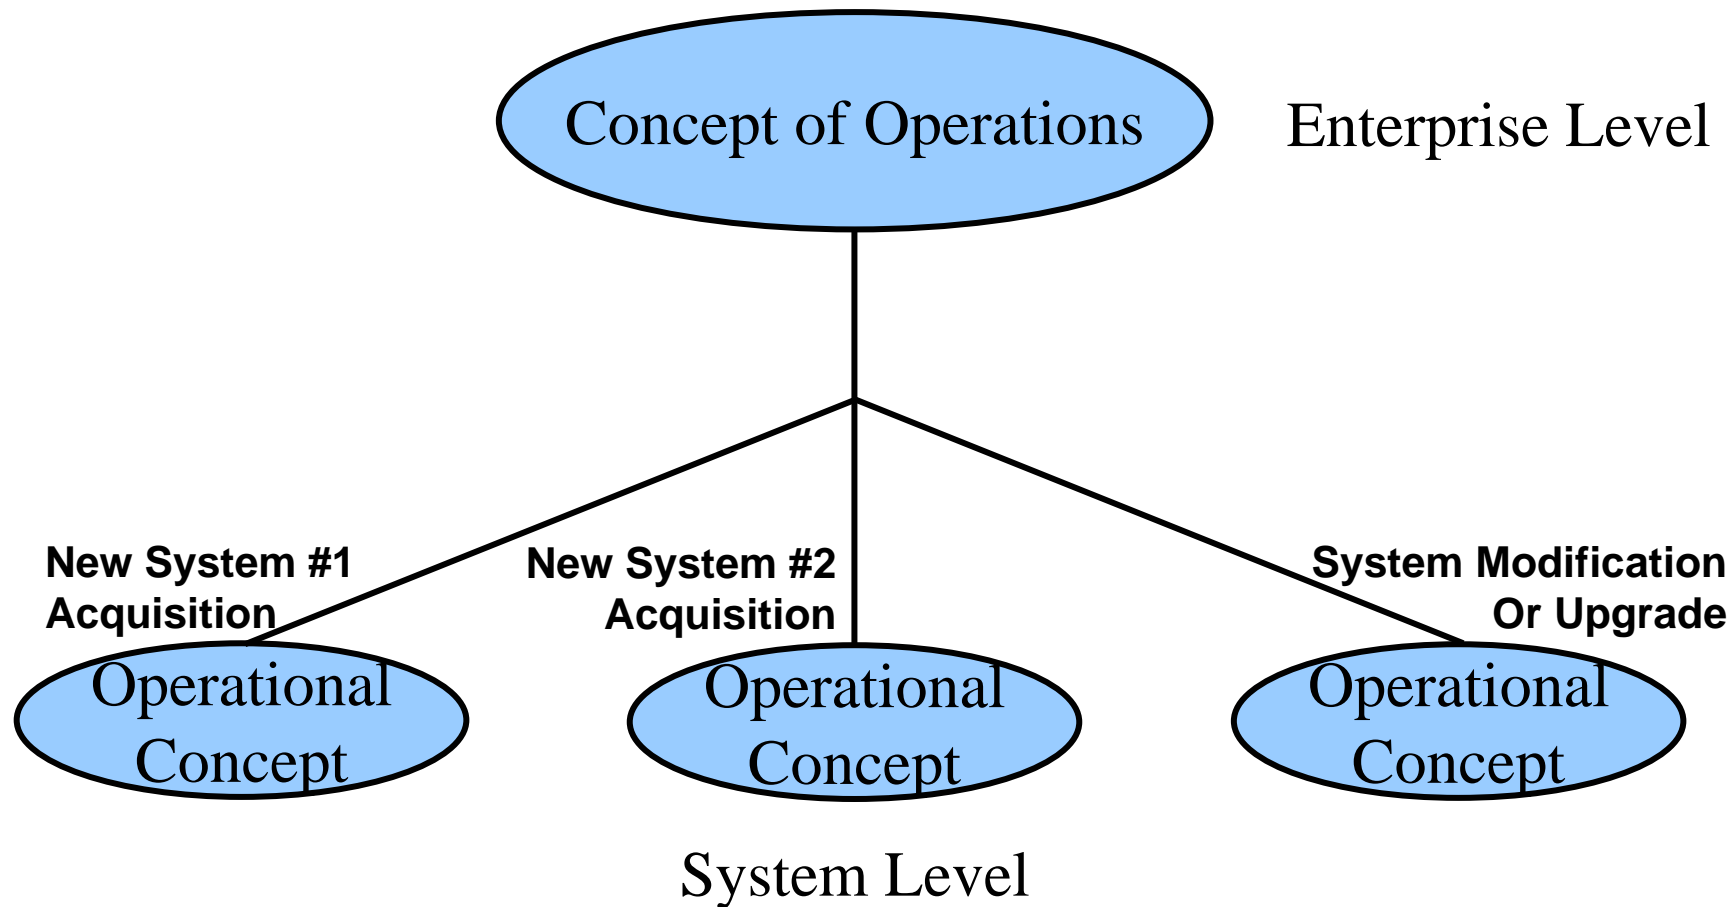 Concept of Operations
Enterprise Level
New System #1
Acquisition
New System #2
Acquisition
System Modification
Or Upgrade
Operational
Concept
Operational
Concept
Operational
Concept
System Level